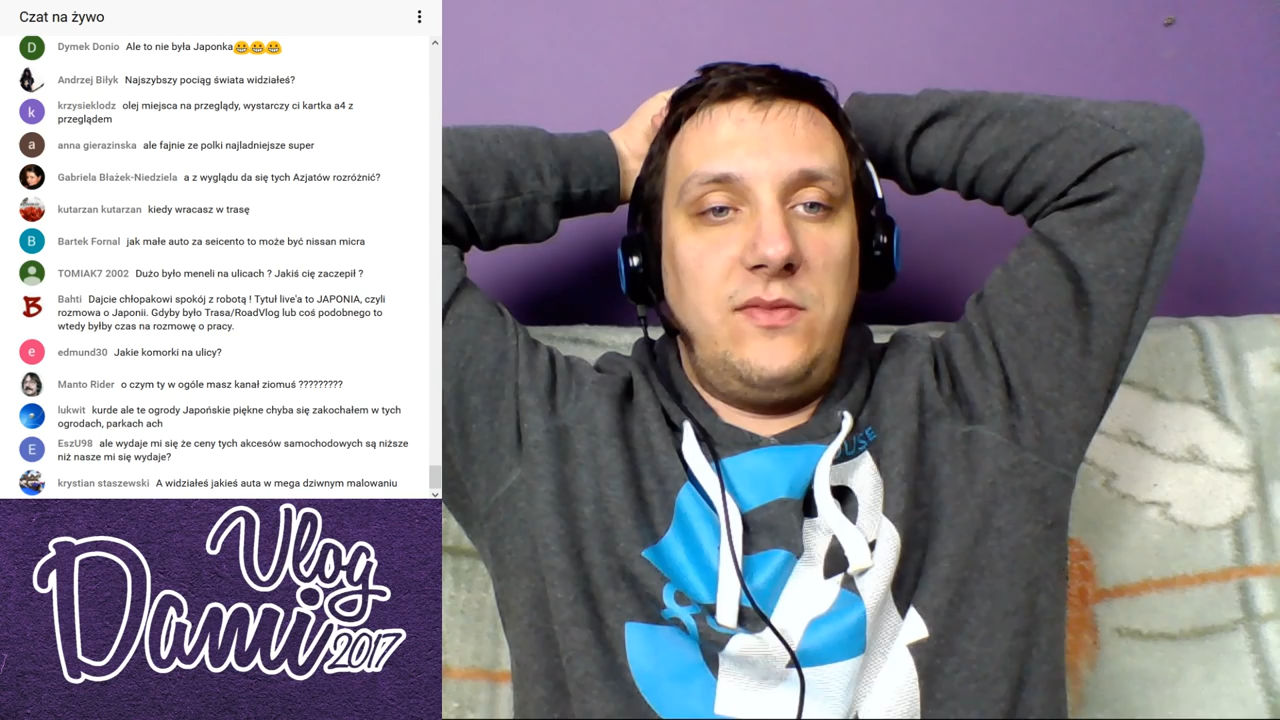 Czat na żywo
Dymek Donio Ale to nie była Japonka😁😁😁
Andrzej Biłyk Najszybszy pociąg świata widziałeś?
krzysieklodz olej miejsca na przeglądy, wystarczy ci kartka a4 z
przeglądem
anna gierazinska ale fajnie ze polki najladniejsze super
Gabriela Błażek-Niedziela a z wyglądu da się tych Azjatów rozróżnić?
kutarzan kutarzan kiedy wracasz w trasę
Bartek Fornal jak małe auto za seicento to może być nissan micra
TOMIAK7 2002 Dużo było meneli na ulicach ? Jakiś cię zaczepił ?
Bahti Dajcie chłopakowi spokój z robotą ! Tytuł live'a to JAPONIA, czyli
rozmowa o Japonii. Gdyby było Trasa/RoadVlog lub coś podobnego to
wtedy byłby czas na rozmowę o pracy.
edmund30 Jakie komorki na ulicy?
Manto Rider o czym ty w ogóle masz kanał ziomuś ?????????
lukwit kurde ale te ogrody Japońskie piękne chyba się zakochałem w tych
ogrodach, parkach ach
EszU98 ale wydaje mi się że ceny tych akcesów samochodowych są niższe
niż nasze mi się wydaje?
krystian staszewski A widziałeś jakieś auta w mega dziwnym malowaniu
D
k
a
B
B
e
E
Vlog
Dami
2017